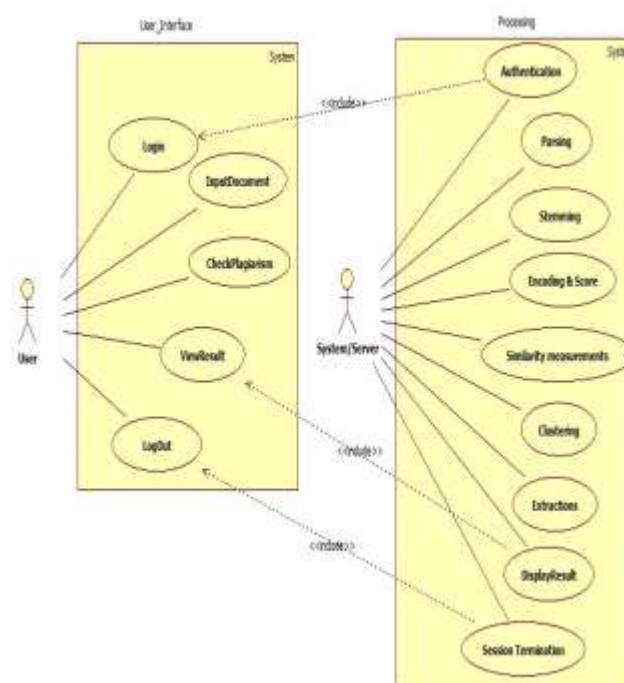 User_Interface
System
Login
InputDocument
CheckPlagiarism
ViewResult
LogOut
User
<<include>>
<<include>>
<<include>>
Processing
Syst
Authentication
Parsing
Stemming
Encoding & Score
Similarity measurements
Clustering
Extractions
DisplayResult
Session Termination
System/Server